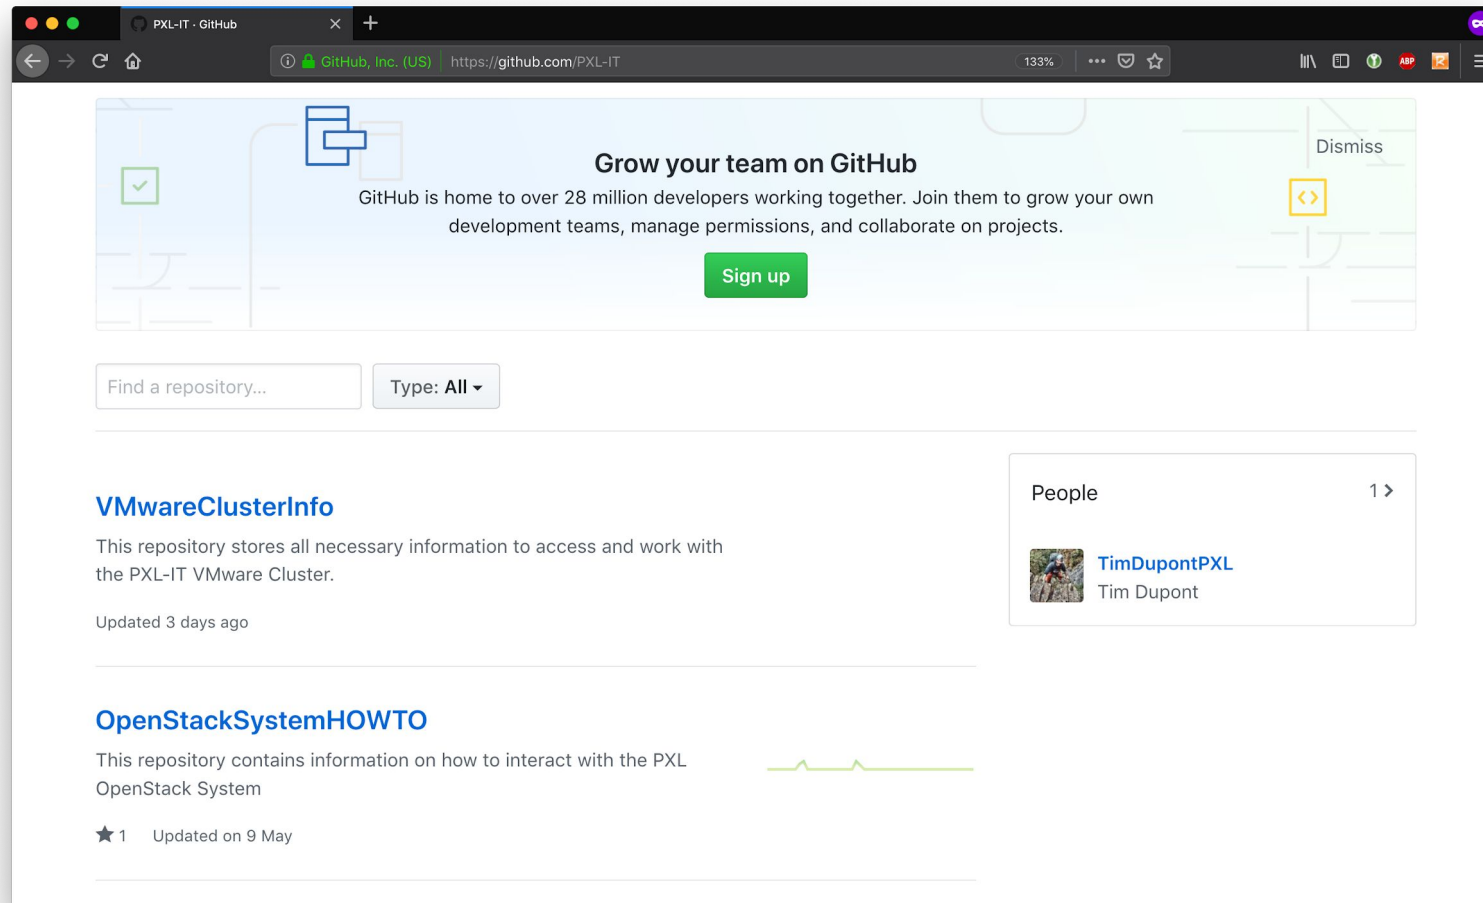 PXL-IT · GitHub
GitHub, Inc. (US) https://github.com/PXL-IT 133%
ABP
Grow your team on GitHub
Dismiss
GitHub is home to over 28 million developers working together. Join them to grow your own
development teams, manage permissions, and collaborate on projects.
Sign up
Find a repository...
Type: All
VMwareClusterInfo
This repository stores all necessary information to access and work with
the PXL-IT VMware Cluster.
Updated 3 days ago
People 1
TimDupontPXL
Tim Dupont
OpenStackSystemHOWTO
This repository contains information on how to interact with the PXL
OpenStack System
1 Updated on 9 May